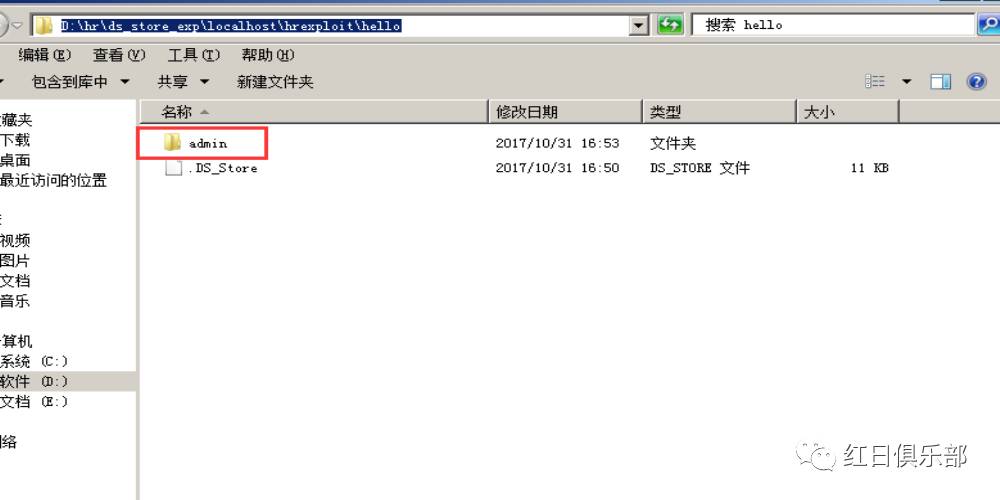 D:\hr\ds_store_exp\localhost\hrexploit\hello
搜索 hello
编辑(E) 查看(V) 工具(T) 帮助(H)
包含到库中 共享 新建文件夹
名称 修改日期 类型 大小
藏夹
下载
桌面
最近访问的位置
视频
图片
文档
音乐
算机
系统 (C:)
软件 (D:)
文档 (E:)
络
admin 2017/10/31 16:53 文件夹
.DS_Store 2017/10/31 16:50 DS_STORE 文件 11 KB
红日俱乐部